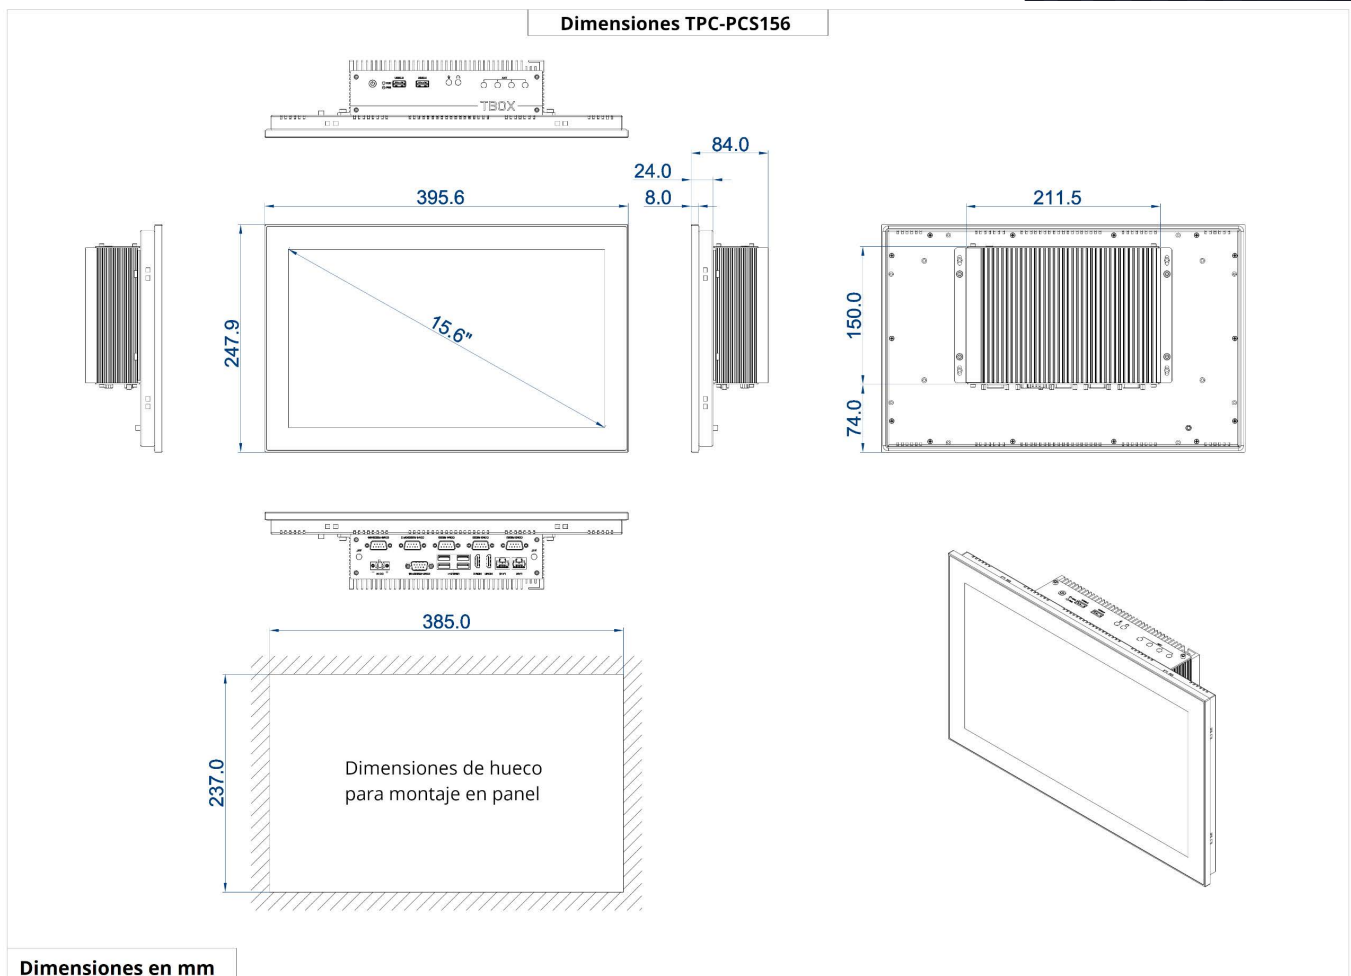 Dimensiones TPC-PCS156
TBOX
84.0
24.0
8.0
395.6
211.5
247.9
15.6"
150.0
74.0
385.0
237.0
Dimensiones de hueco
para montaje en panel
Dimensiones en mm